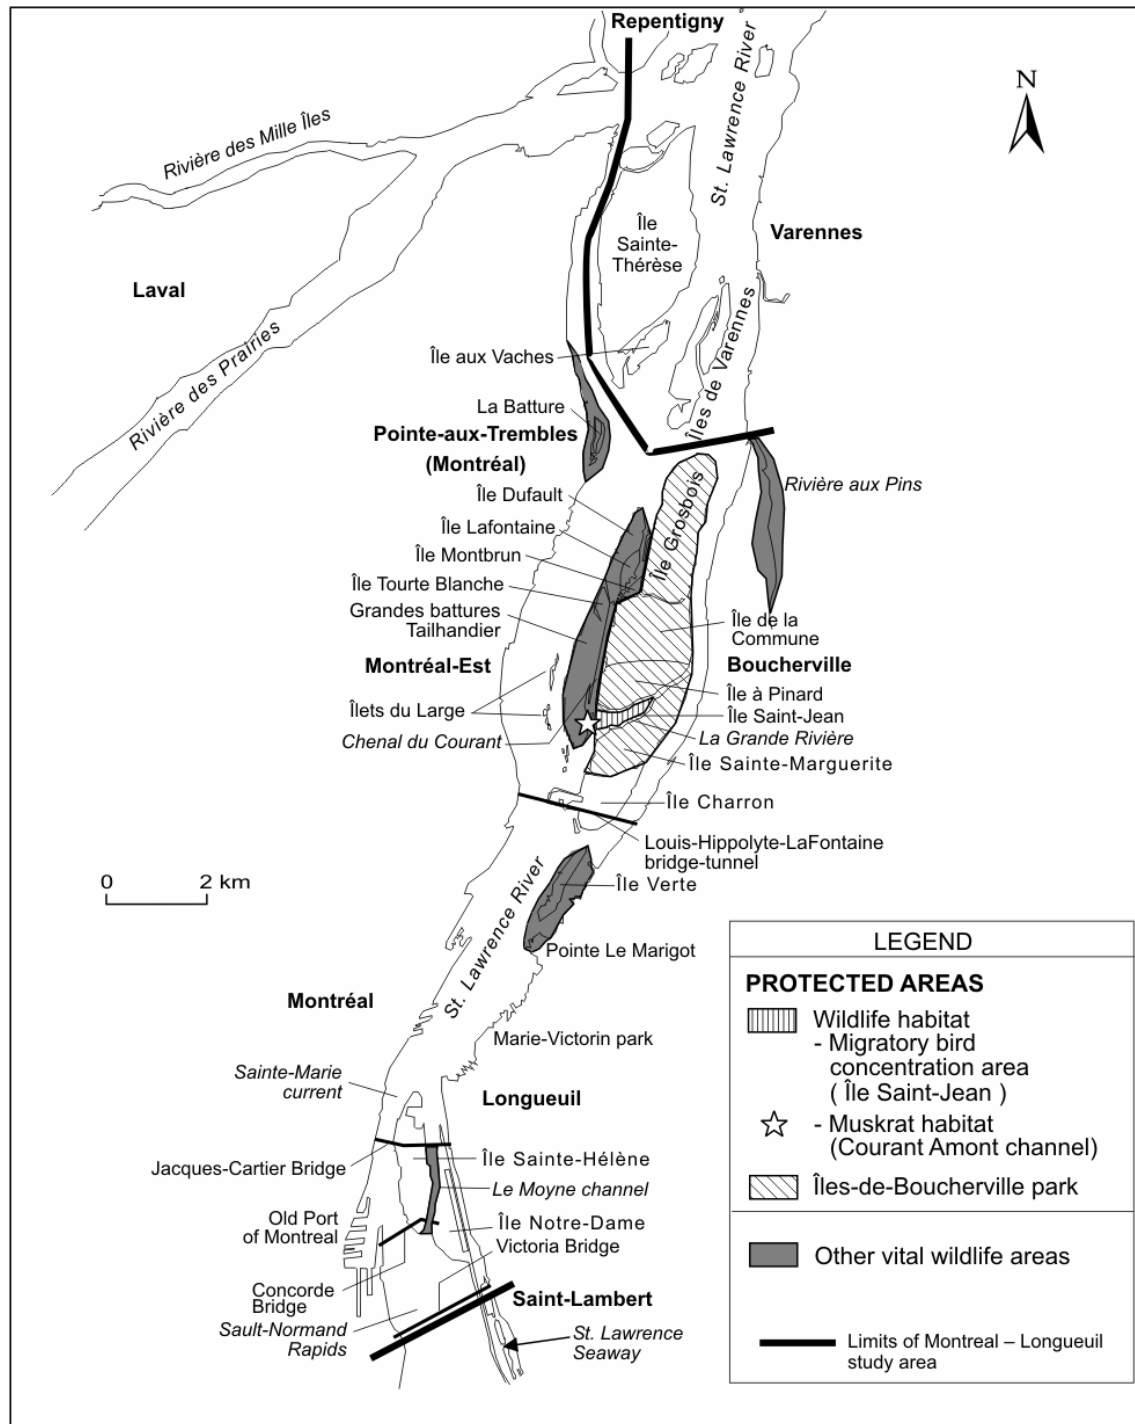 Repentigny
St. Lawrence River
N
Rivière des Mille Îles
Île
Sainte-
Thérèse
Varennes
Laval
Rivière des Prairies
Île aux Vaches
Îles de Varennes
La Batture
Pointe-aux-Trembles
(Montréal)
Rivière aux Pins
Île Dufault
Île Grosbois
Île Lafontaine
Île Montbrun
Île Tourte Blanche
Grandes battures
Tailhandier
Île de la
Commune
Montréal-Est
Boucherville
Île à Pinard
Îlets du Large
Île Saint-Jean
Chenal du Courant
La Grande Rivière
Île Sainte-Marguerite
Île Charron
Louis-Hippolyte-LaFontaine
bridge-tunnel
0 2 km
St. Lawrence River
Île Verte
Pointe Le Marigot
Montréal
Marie-Victorin park
Sainte-Marie
current
Longueuil
Jacques-Cartier Bridge
Île Sainte-Hélène
Le Moyne channel
Old Port
of Montreal
Île Notre-Dame
Victoria Bridge
Concorde
Bridge
Saint-Lambert
Sault-Normand
Rapids
St. Lawrence
Seaway
LEGEND
PROTECTED AREAS
Wildlife habitat
- Migratory bird
concentration area
( Île Saint-Jean )
- Muskrat habitat
(Courant Amont channel)
Îles-de-Boucherville park
Other vital wildlife areas
Limits of Montreal – Longueuil
study area